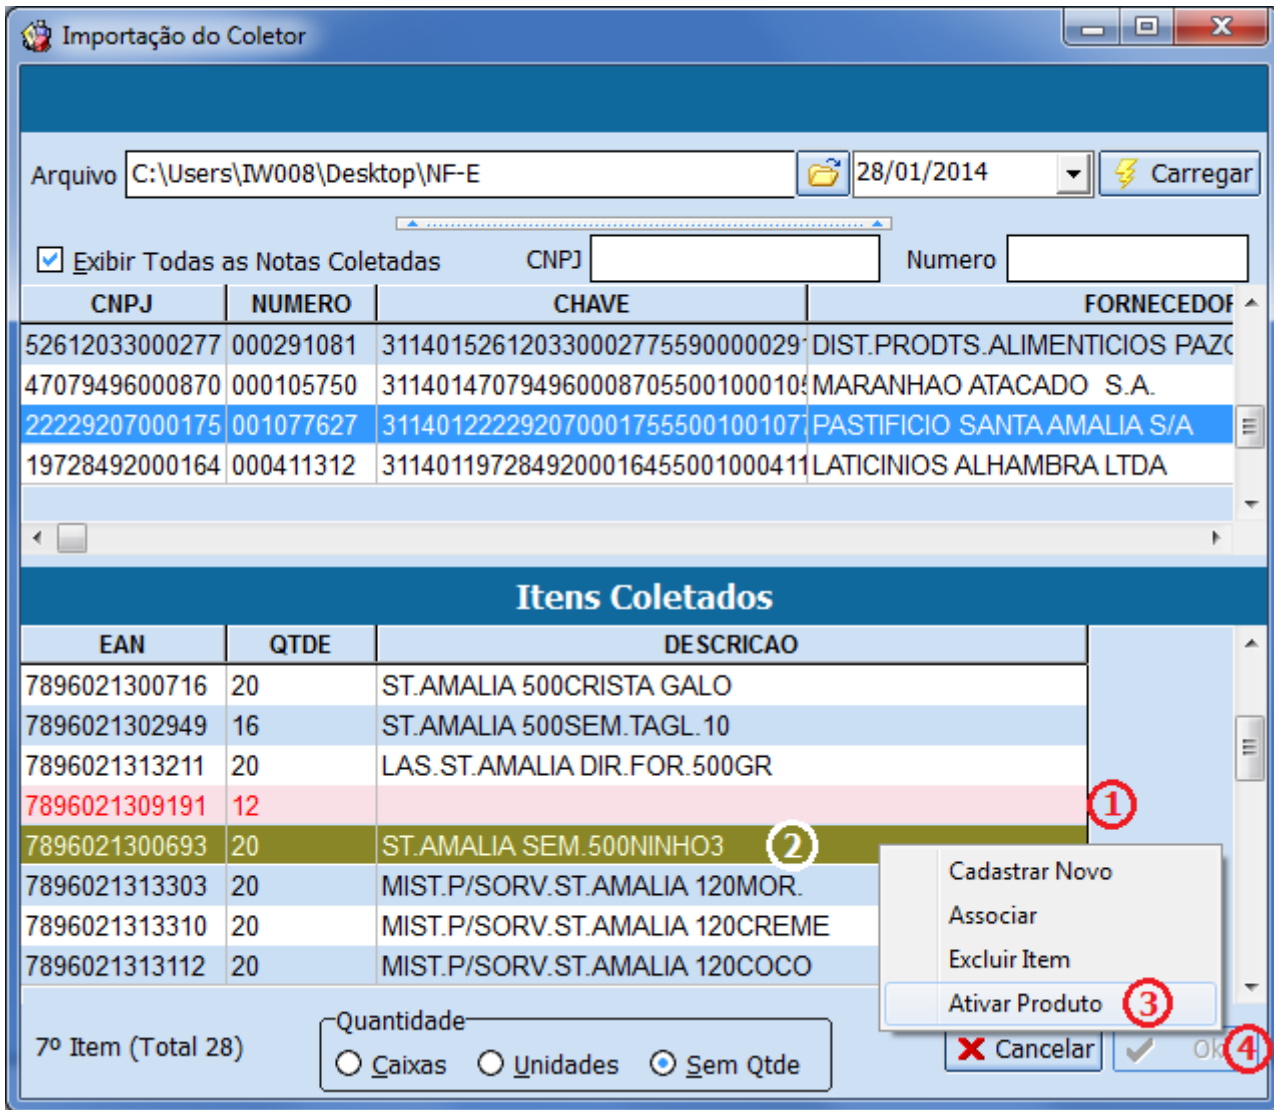 Importação do Coletor
Arquivo C:\Users\IW008\Desktop\NF-E 28/01/2014 Carregar
Exibir Todas as Notas Coletadas CNPJ Numero
CNPJ NUMERO CHAVE FORNECEDOR
52612033000277 000291081 DIST.PRODTS.ALIMENTICIOS PAZO
47079496000870 000105750 MARANHAO ATACADO S.A.
22229207000175 001077627 PASTIFICIO SANTA AMALIA S/A
19728492000164 000411312 LATICINIOS ALHAMBRA LTDA
Itens Coletados
EAN QTDE DESCRICAO
7896021300716 20 ST.AMALIA 500CRISTA GALO
7896021302949 16 ST.AMALIA 500SEM.TAGL.10
7896021313211 20 LAS.ST.AMALIA DIR.FOR.500GR
7896021309191 12 1
7896021300693 20 ST.AMALIA SEM.500NINHO3 2
7896021313303 20 MIST.P/SORV.ST.AMALIA 120MOR.
7896021313310 20 MIST.P/SORV.ST.AMALIA 120CREME
7896021313112 20 MIST.P/SORV.ST.AMALIA 120COCO
Cadastrar Novo
Associar
Excluir Item
Ativar Produto 3
7º Item (Total 28)
Quantidade
Caixas Unidades Sem Qtde
Cancelar Ok 4